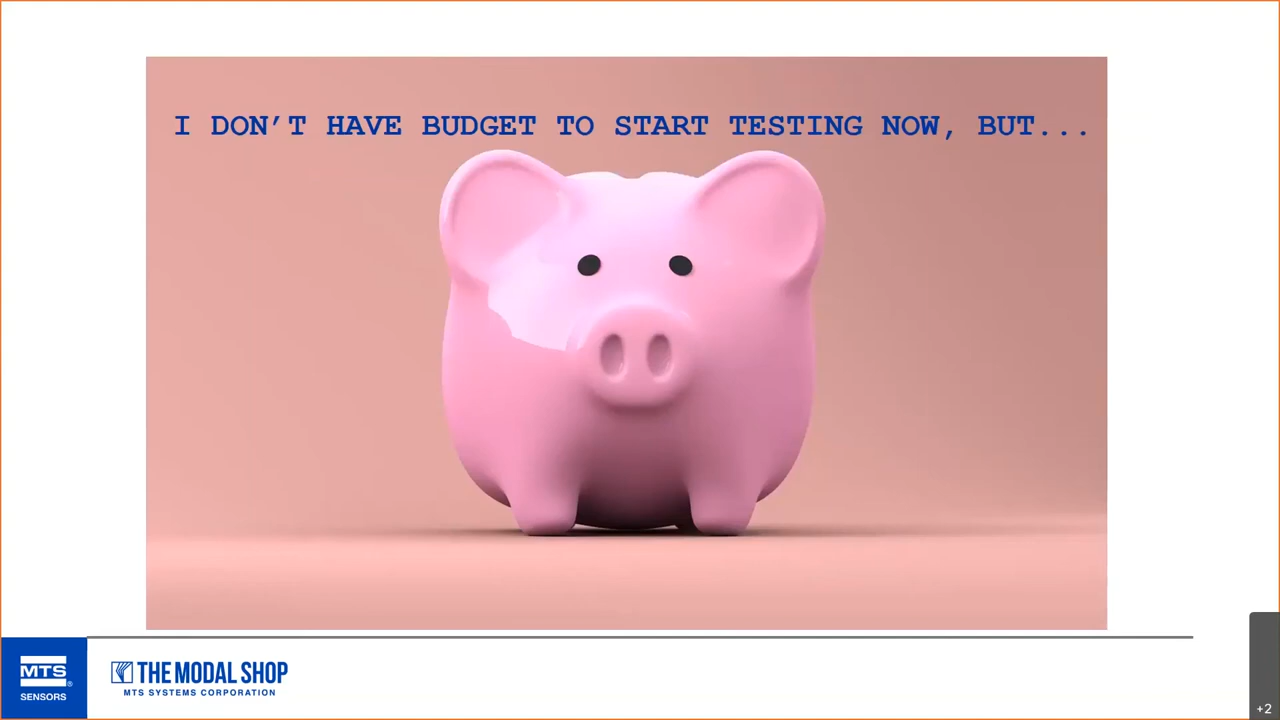 I DON’T HAVE BUDGET TO START TESTING NOW, BUT...
MTS®
SENSORS
THE MODAL SHOP
MTS SYSTEMS CORPORATION
+2